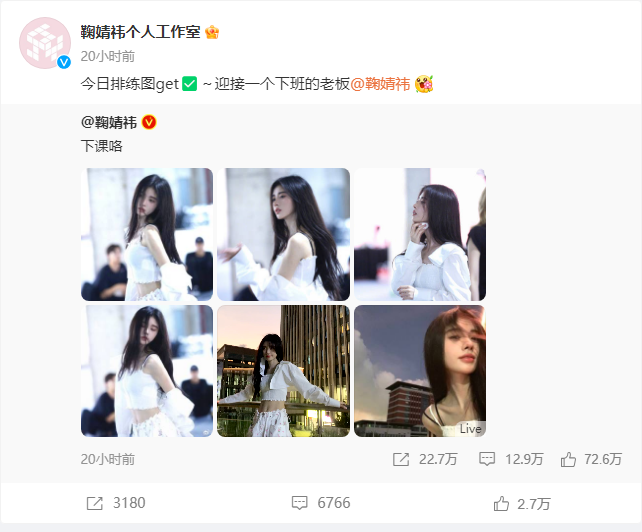 鞠婧祎个人工作室
20小时前
今日排练图get✅～迎接一个下班的老板@鞠婧祎
@鞠婧祎
下课咯
Live
20小时前 22.7万 12.9万 72.6万
3180 6766 2.7万